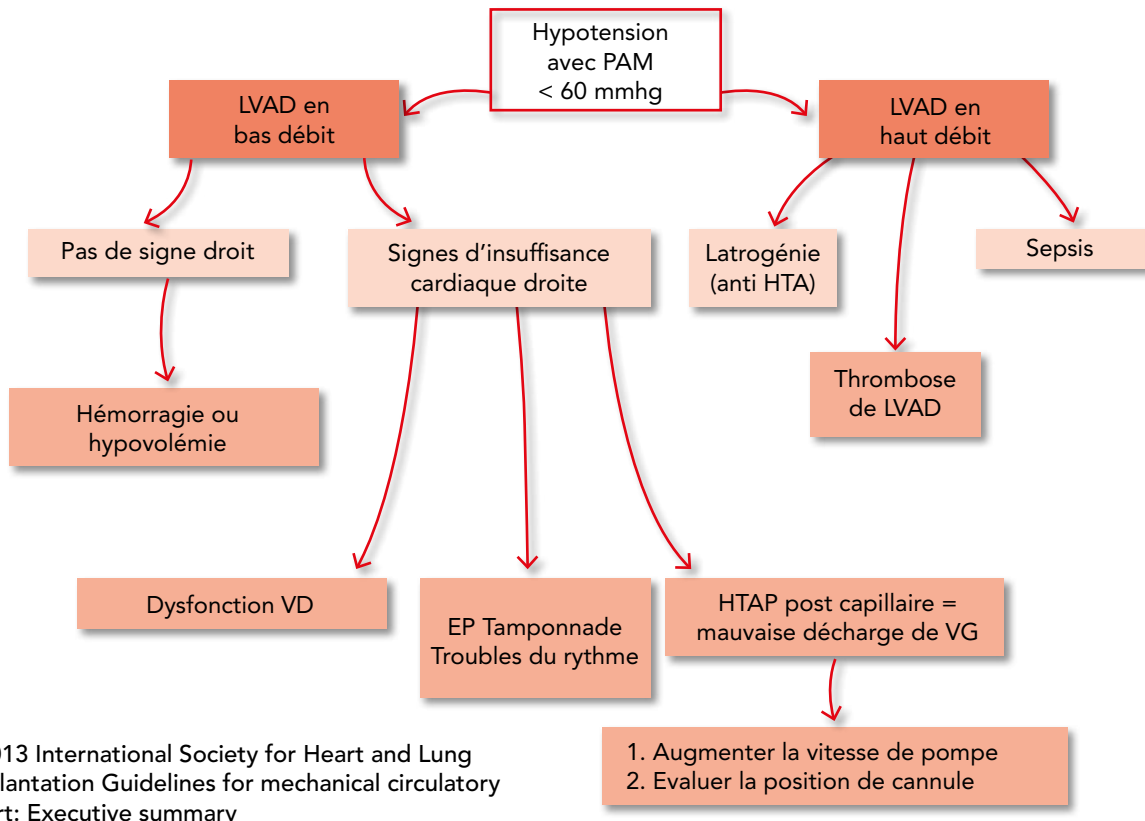 Hypotension
avec PAM
< 60 mmhg
LVAD en
bas débit
LVAD en
haut débit
Pas de signe droit
Signes d'insuffisance
cardiaque droite
Latrogénie
(anti HTA)
Sepsis
Hémorragie ou
hypovolémie
Thrombose
de LVAD
Dysfonction VD
EP Tamponnade
Troubles du rythme
HTAP post capillaire =
mauvaise décharge de VG
1. Augmenter la vitesse de pompe
2. Evaluer la position de cannule
013 International Society for Heart and Lung
lantation Guidelines for mechanical circulatory
rt: Executive summary